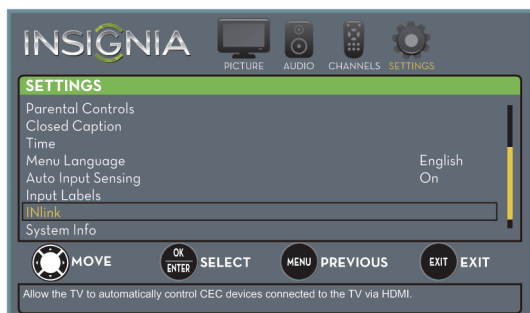 INSIGNIA
PICTURE AUDIO CHANNELS SETTINGS
SETTINGS
Parental Controls
Closed Caption
Time
Menu Language English
Auto Input Sensing On
Input Labels
INlink
System Info
MOVE OK ENTER SELECT MENU PREVIOUS EXIT EXIT
Allow the TV to automatically control CEC devices connected to the TV via HDMI.